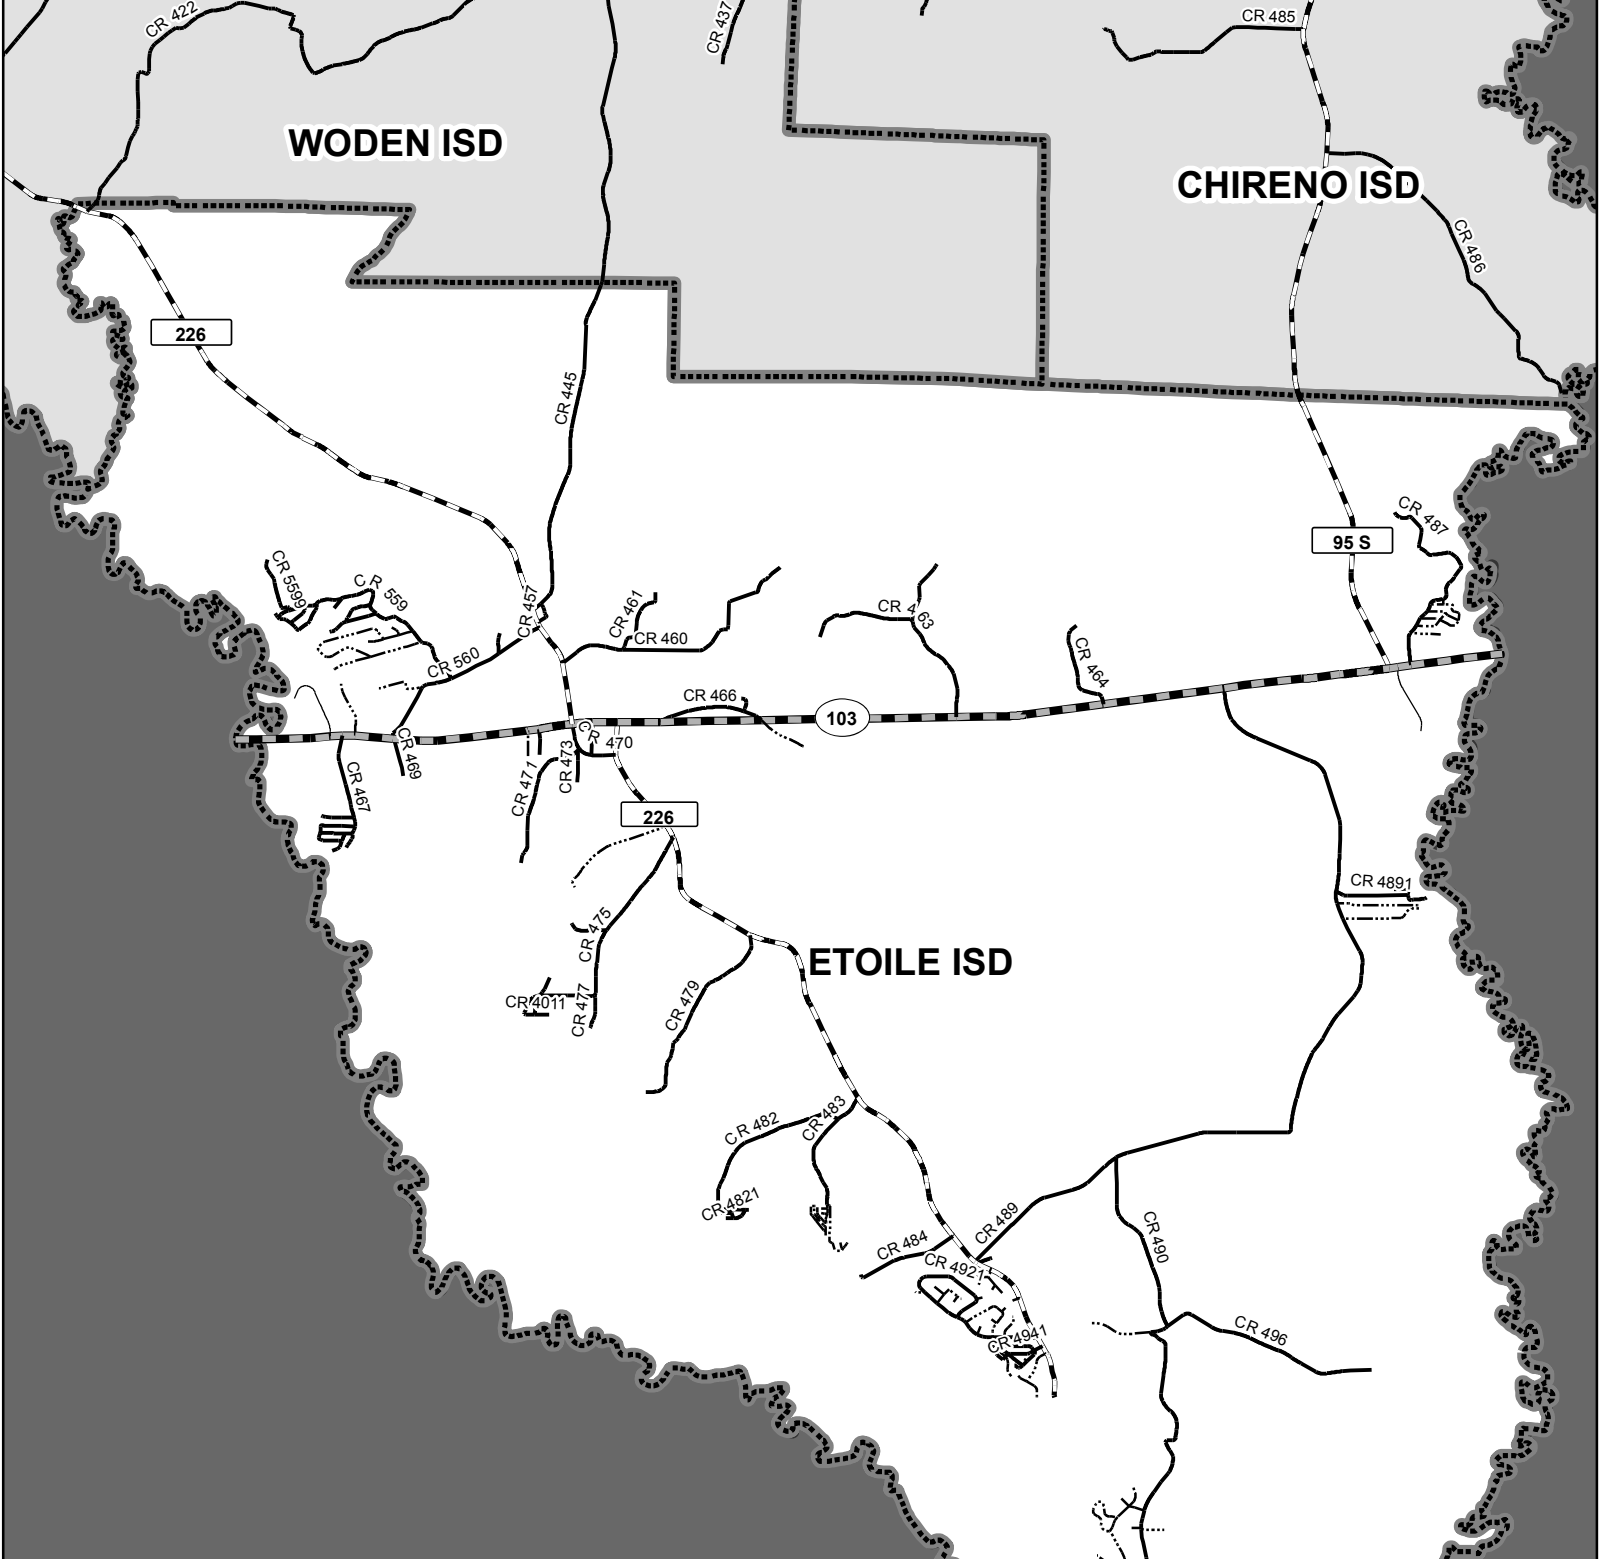 CR 422
CR 437
CR 485
WODEN ISD
CHIRENO ISD
CR 486
226
CR 445
CR 487
95 S
CR 5599
CR 559
CR 457
CR 461
CR 463
CR 460
CR 560
CR 464
CR 466
103
CR 470
CR 469
CR 473
CR 467
CR 471
226
CR 4891
CR 475
ETOILE ISD
CR 4011
CR 477
CR 479
CR 482
CR 483
CR 4821
CR 489
CR 484
CR 490
CR 4921
CR 4941
CR 496